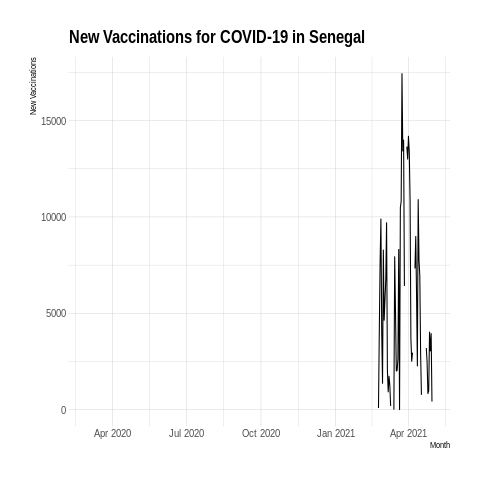 New Vaccinations for COVID-19 in Senegal
New Vaccinations
15000
10000
5000
0
Apr 2020 Jul 2020 Oct 2020 Jan 2021 Apr 2021
Month